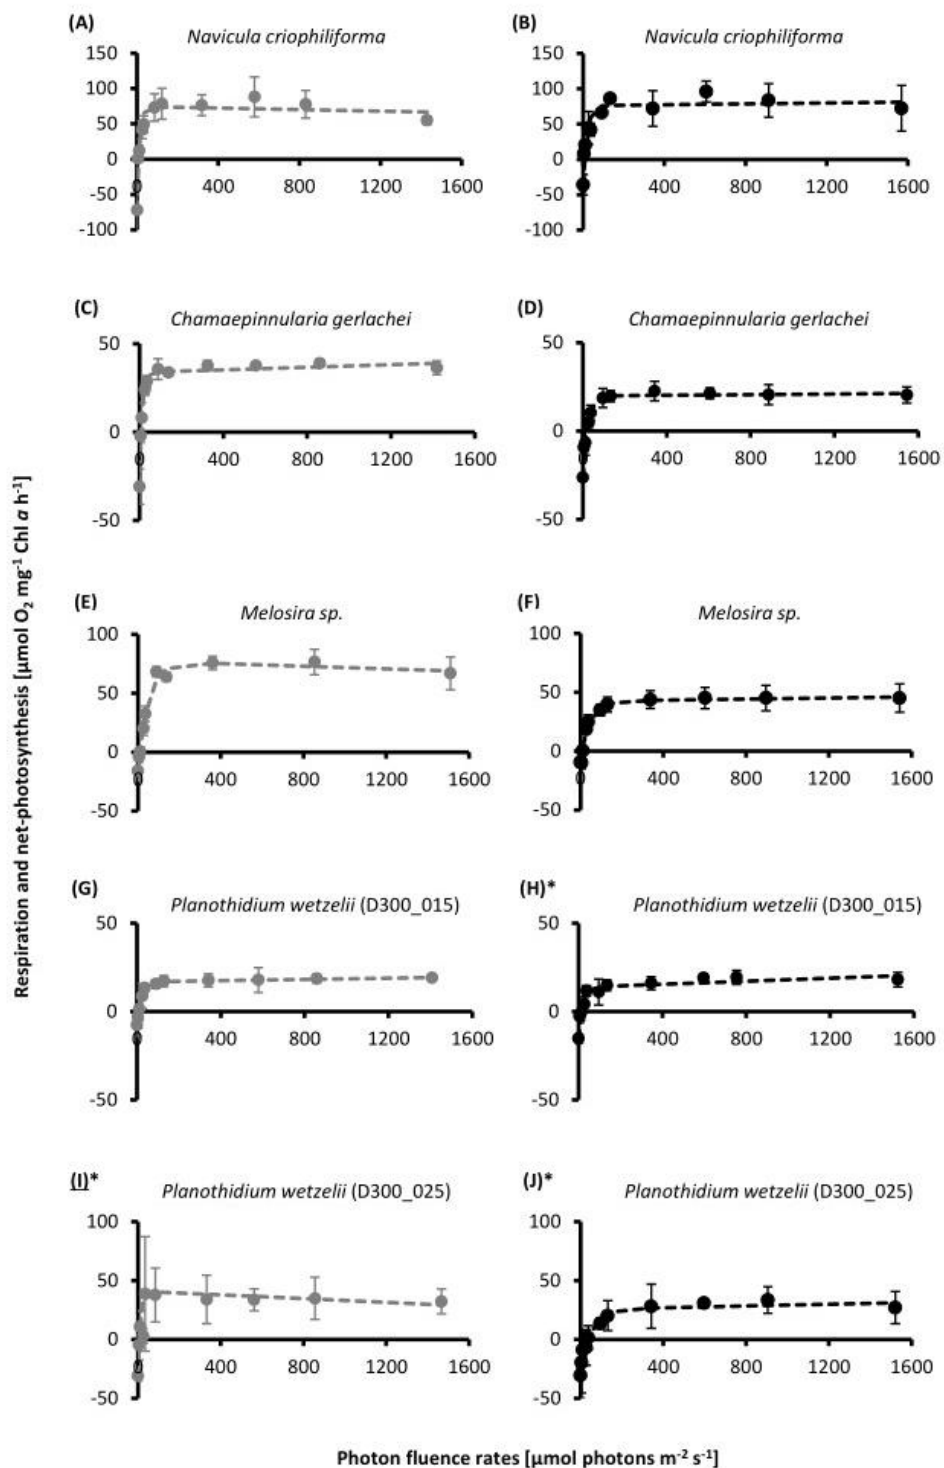 (A)
Navicula criophiliforma
150
100
50
0
-50
-100
0 400 800 1200 1600
(B)
Navicula criophiliforma
150
100
50
0
-50
-100
0 400 800 1200 1600
(C)
Chamaepinnularia gerlachei
50
0
-50
0 400 800 1200 1600
(D)
Chamaepinnularia gerlachei
50
0
-50
0 400 800 1200 1600
(E)
Melosira sp.
100
50
0
-50
0 400 800 1200 1600
(F)
Melosira sp.
100
50
0
-50
0 400 800 1200 1600
(G)
Planothidium wetzelii (D300_015)
50
0
-50
0 400 800 1200 1600
(H)*
Planothidium wetzelii (D300_015)
50
0
-50
0 400 800 1200 1600
(I)*
Planothidium wetzelii (D300_025)
100
50
0
-50
0 400 800 1200 1600
(J)*
Planothidium wetzelii (D300_025)
100
50
0
-50
0 400 800 1200 1600
Respiration and net-photosynthesis [µmol O₂ mg⁻¹ Chl a h⁻¹]
Photon fluence rates [µmol photons m⁻² s⁻¹]